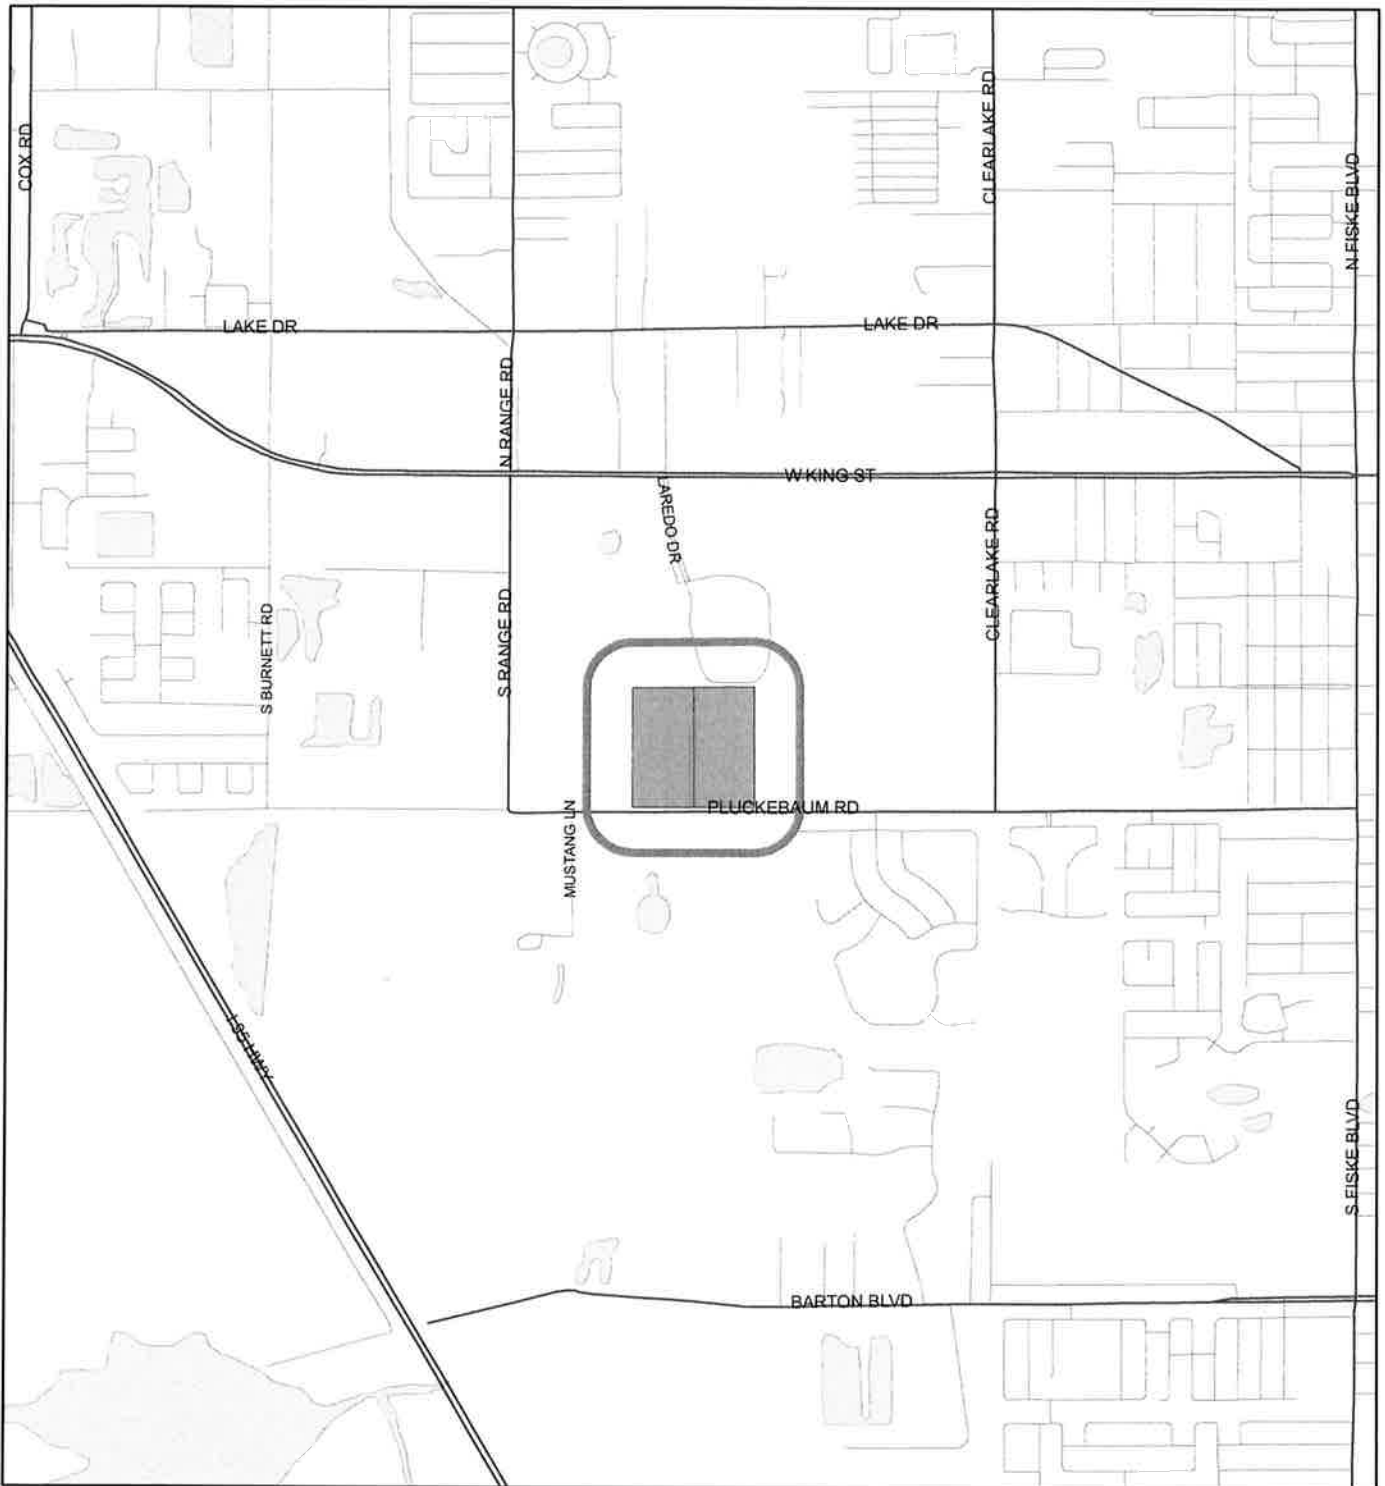 COX RD
CLEARLAKE RD
N FISKE BLVD
LAKE DR
LAKE DR
N RANGE RD
W KING ST
LAREDO DR
CLEARLAKE RD
S BURNETT RD
S RANGE RD
PLUCKEBAUM RD
MUSTANG LN
I 95 HWY
S FISKE BLVD
BARTON BLVD